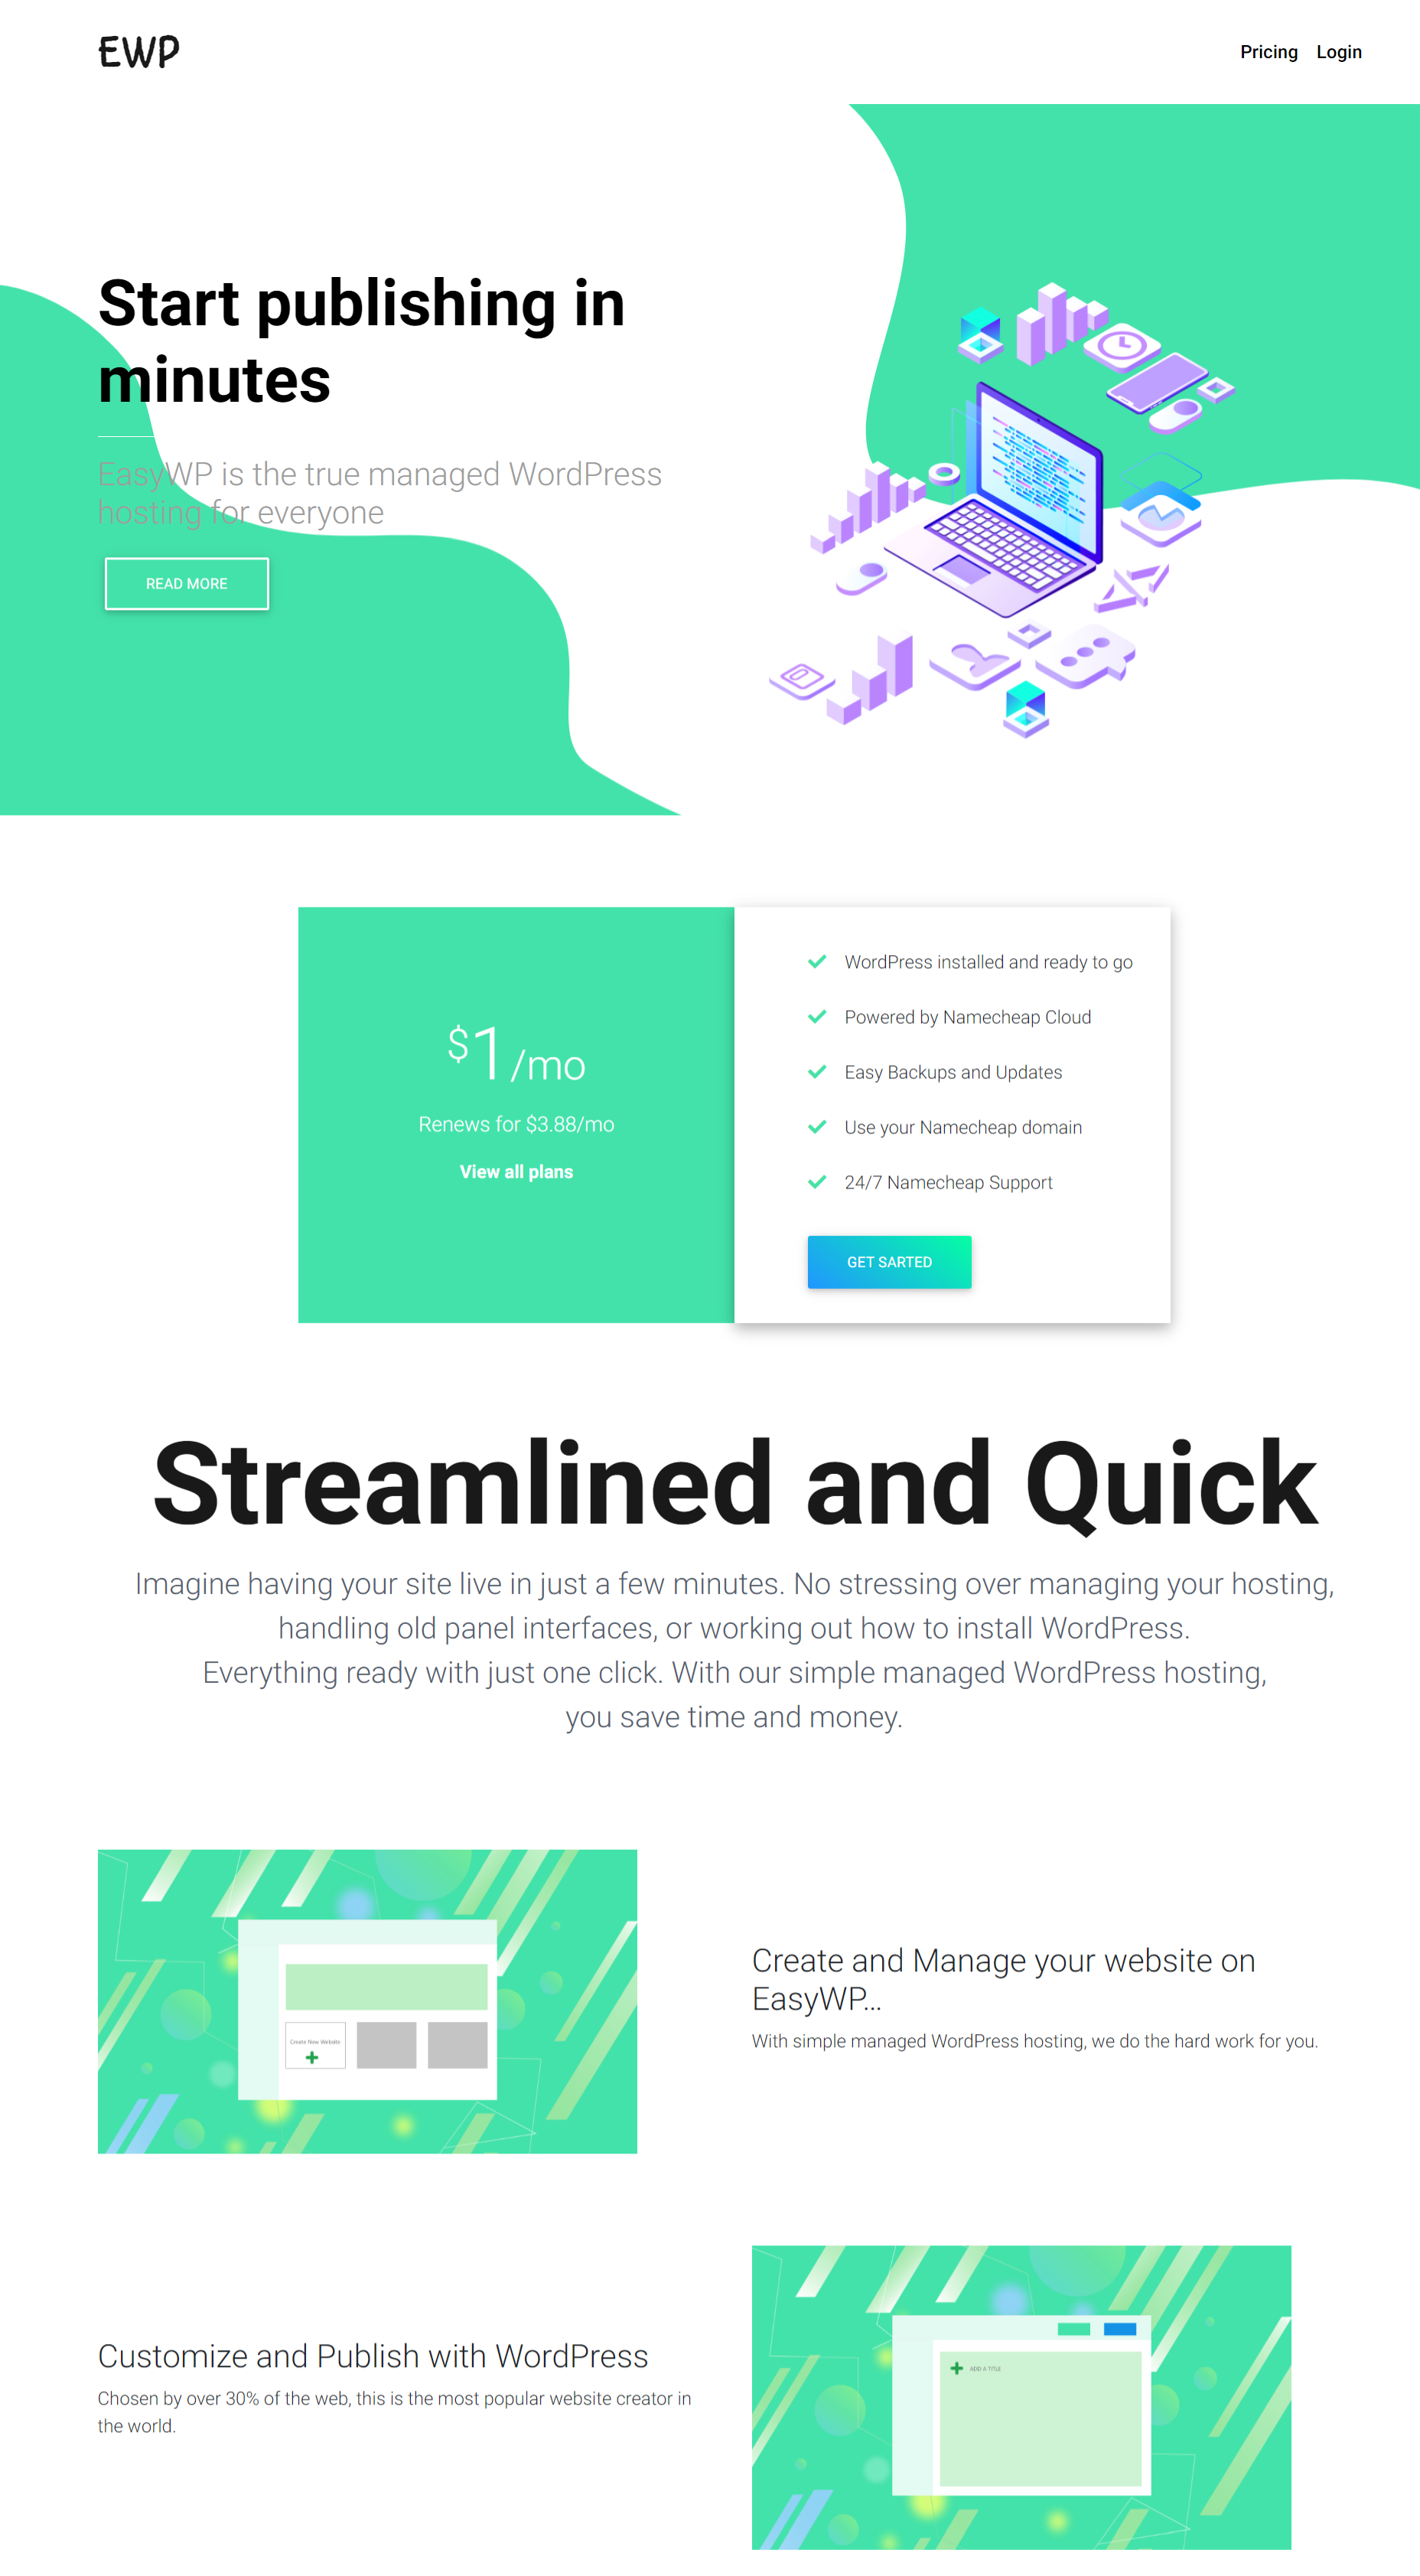 EWP
Pricing Login
Start publishing in
minutes
EasyWP is the true managed WordPress
hosting for everyone
READ MORE
$1/mo
Renews for $3.88/mo
View all plans
WordPress installed and ready to go
Powered by Namecheap Cloud
Easy Backups and Updates
Use your Namecheap domain
24/7 Namecheap Support
GET SARTED
Streamlined and Quick
Imagine having your site live in just a few minutes. No stressing over managing your hosting,
handling old panel interfaces, or working out how to install WordPress.
Everything ready with just one click. With our simple managed WordPress hosting,
you save time and money.
Create New Website
Create and Manage your website on
EasyWP...
With simple managed WordPress hosting, we do the hard work for you.
Customize and Publish with WordPress
Chosen by over 30% of the web, this is the most popular website creator in
the world.
ADD A TITLE